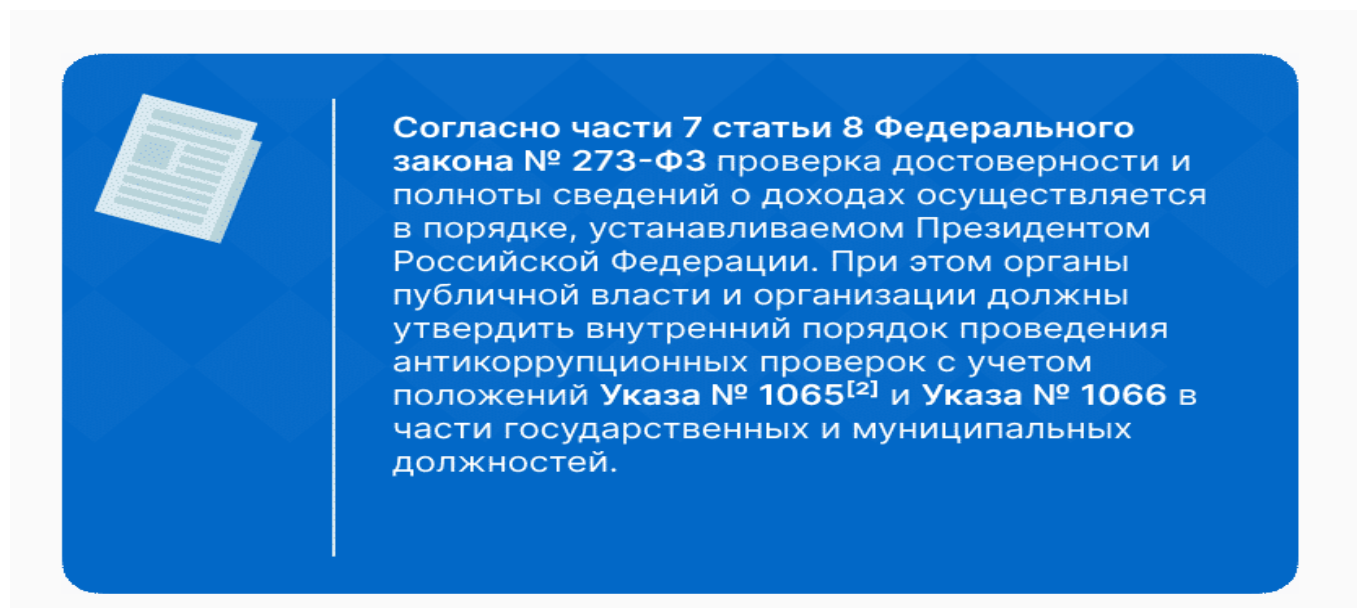 Согласно части 7 статьи 8 Федерального
закона № 273-ФЗ проверка достоверности и
полноты сведений о доходах осуществляется
в порядке, устанавливаемом Президентом
Российской Федерации. При этом органы
публичной власти и организации должны
утвердить внутренний порядок проведения
антикоррупционных проверок с учетом
положений Указа № 1065[2] и Указа № 1066 в
части государственных и муниципальных
должностей.